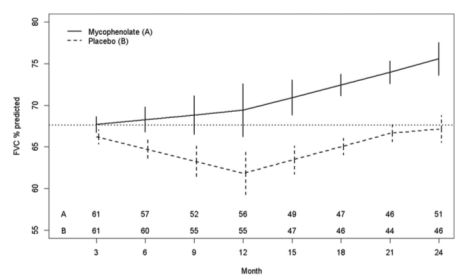 80
75
70
65
60
55
FVC % predicted
Mycophenolate (A)
Placebo (B)
A 61 57 52 56 49 47 46 51
B 61 60 55 55 47 46 44 46
3 6 9 12 15 18 21 24
Month